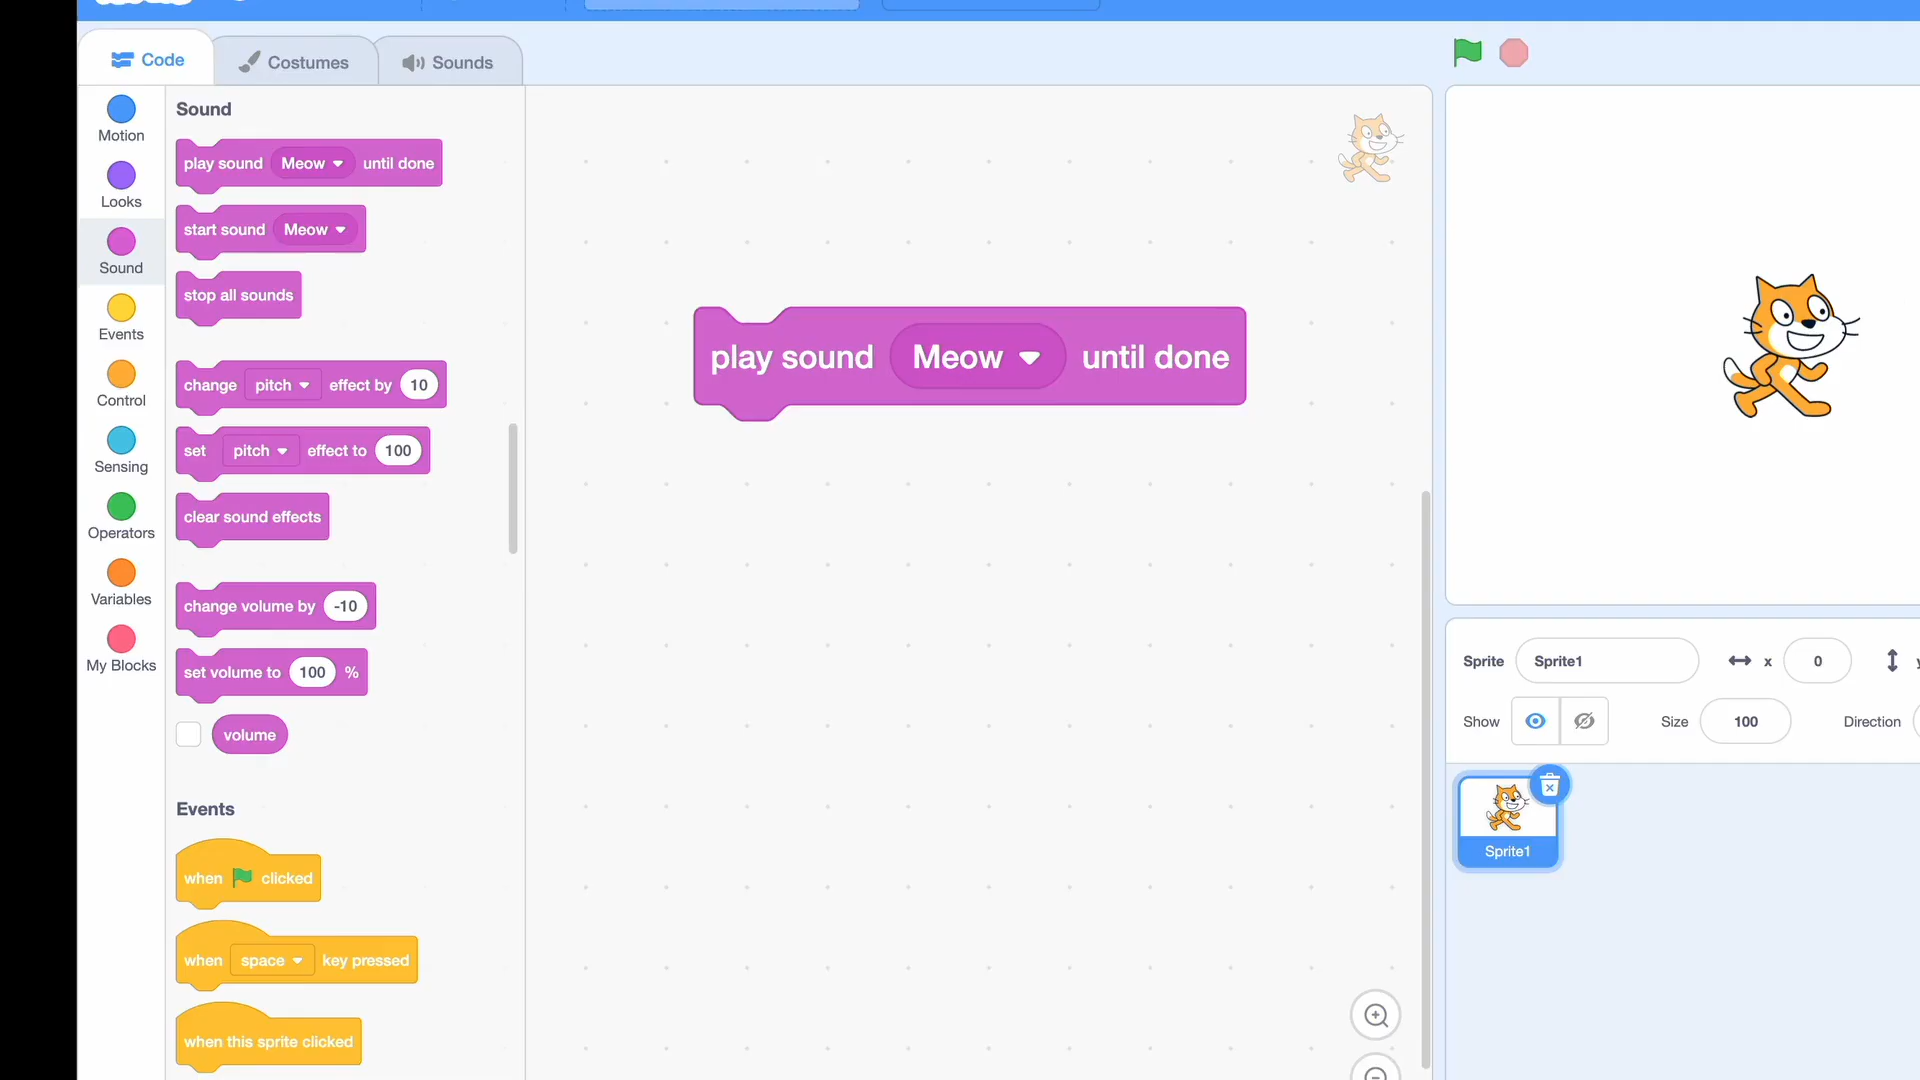 Code
Costumes
Sounds
Motion
Looks
Sound
Events
Control
Sensing
Operators
Variables
My Blocks
Sound
play sound Meow until done
start sound Meow
stop all sounds
change pitch effect by 10
set pitch effect to 100
clear sound effects
change volume by -10
set volume to 100 %
volume
Events
when clicked
when space key pressed
when this sprite clicked
play sound Meow until done
Sprite Sprite1 x 0 y
Show Size 100 Direction
Sprite1